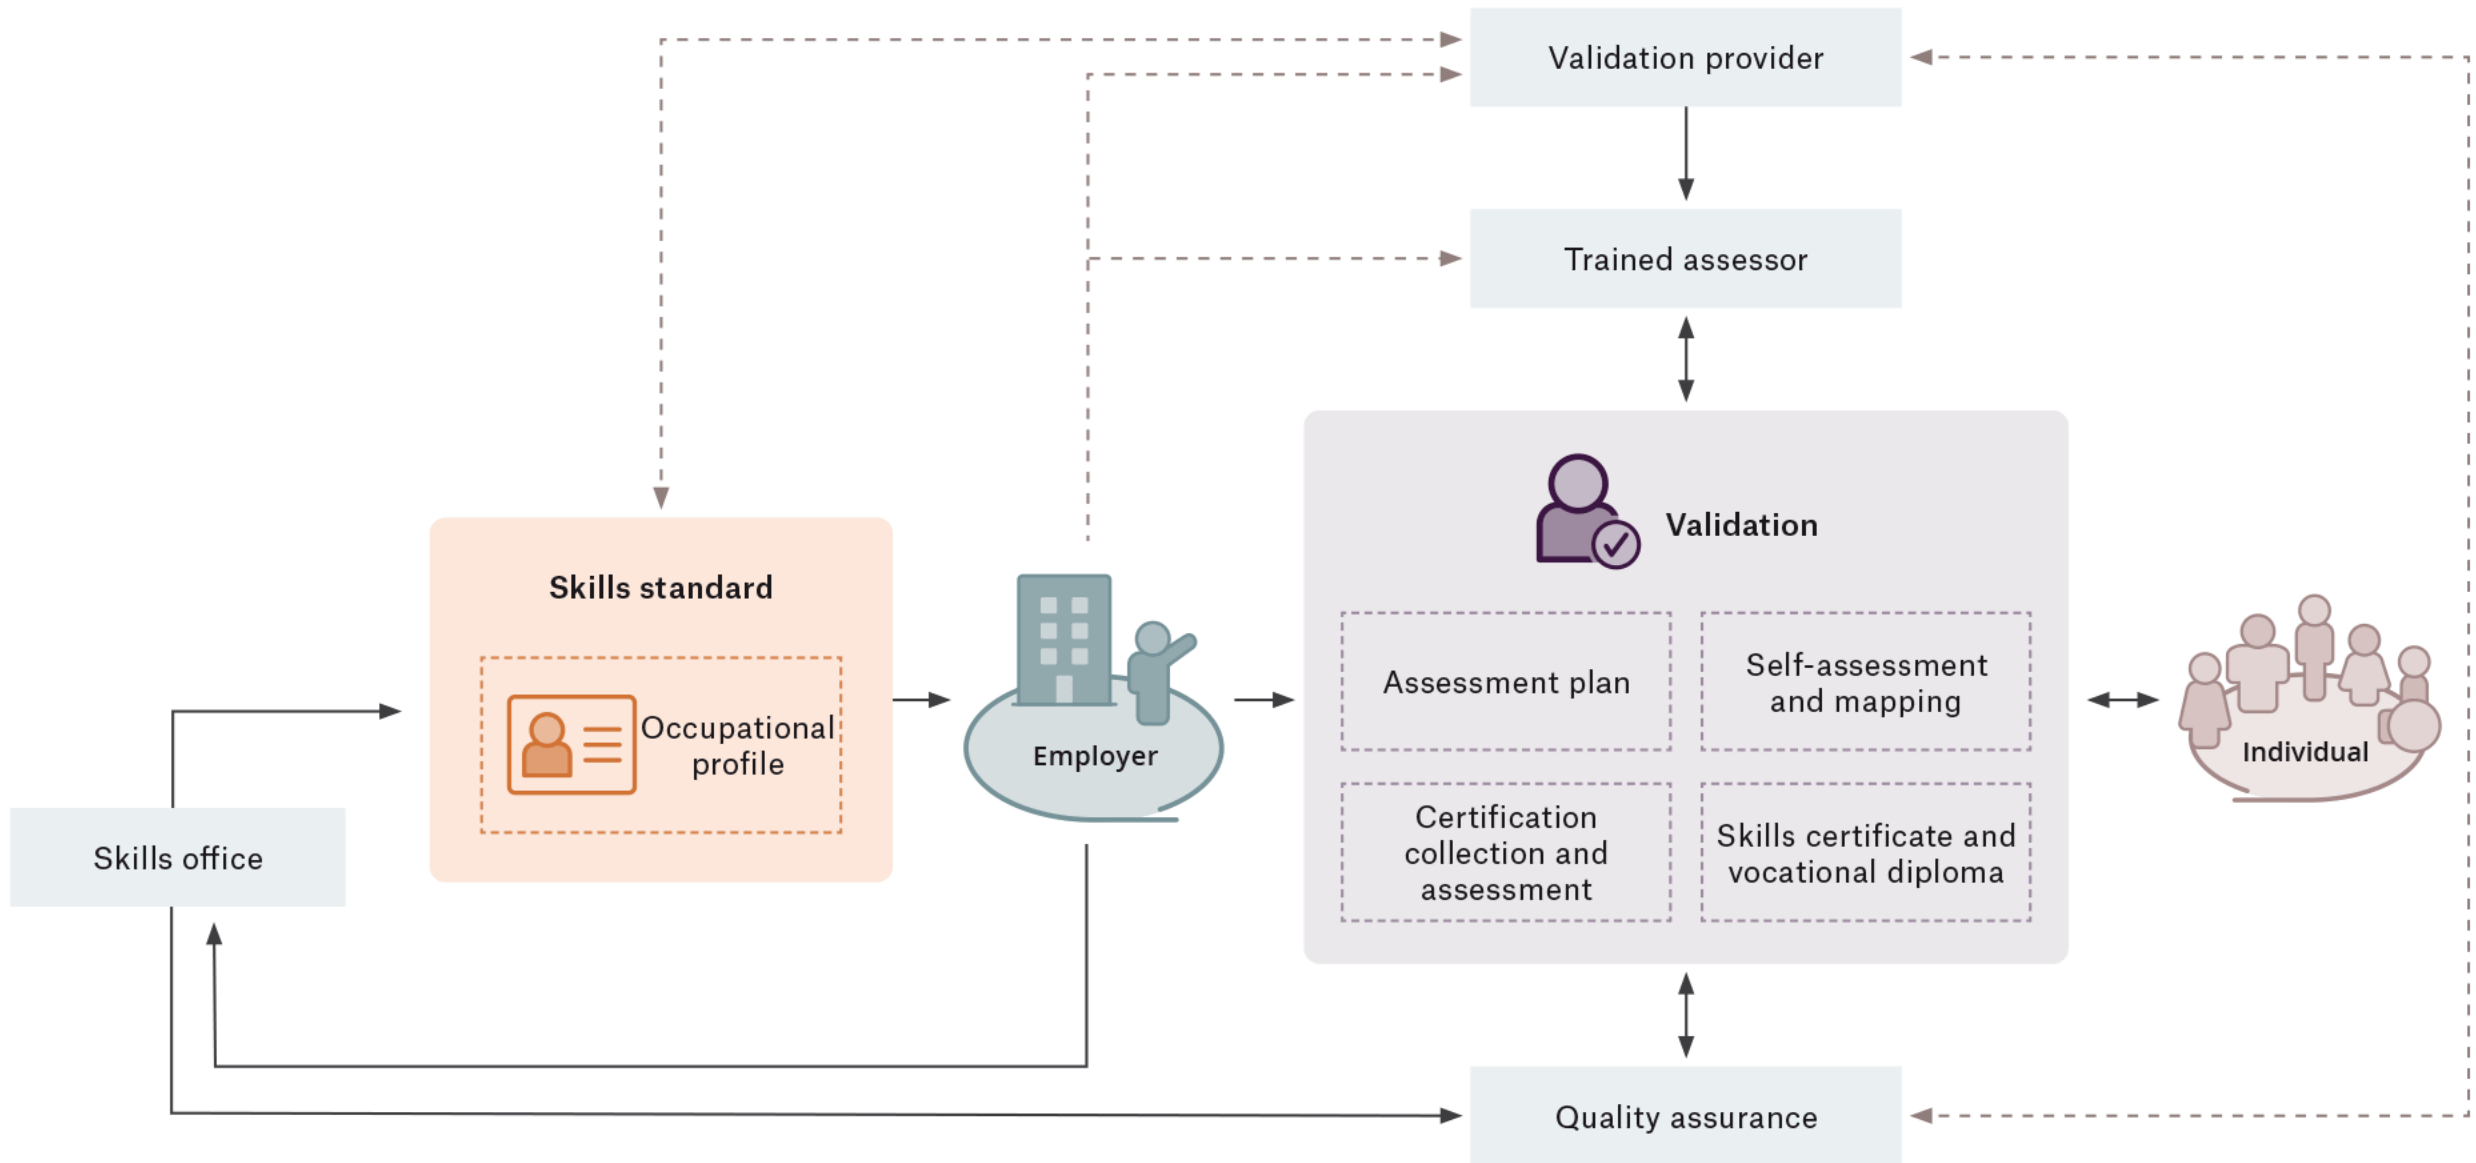 Validation provider
Trained assessor
Validation
Skills standard
Assessment plan
Self-assessment
and mapping
Occupational
profile
Employer
Individual
Certification
collection and
assessment
Skills certificate and
vocational diploma
Skills office
Quality assurance